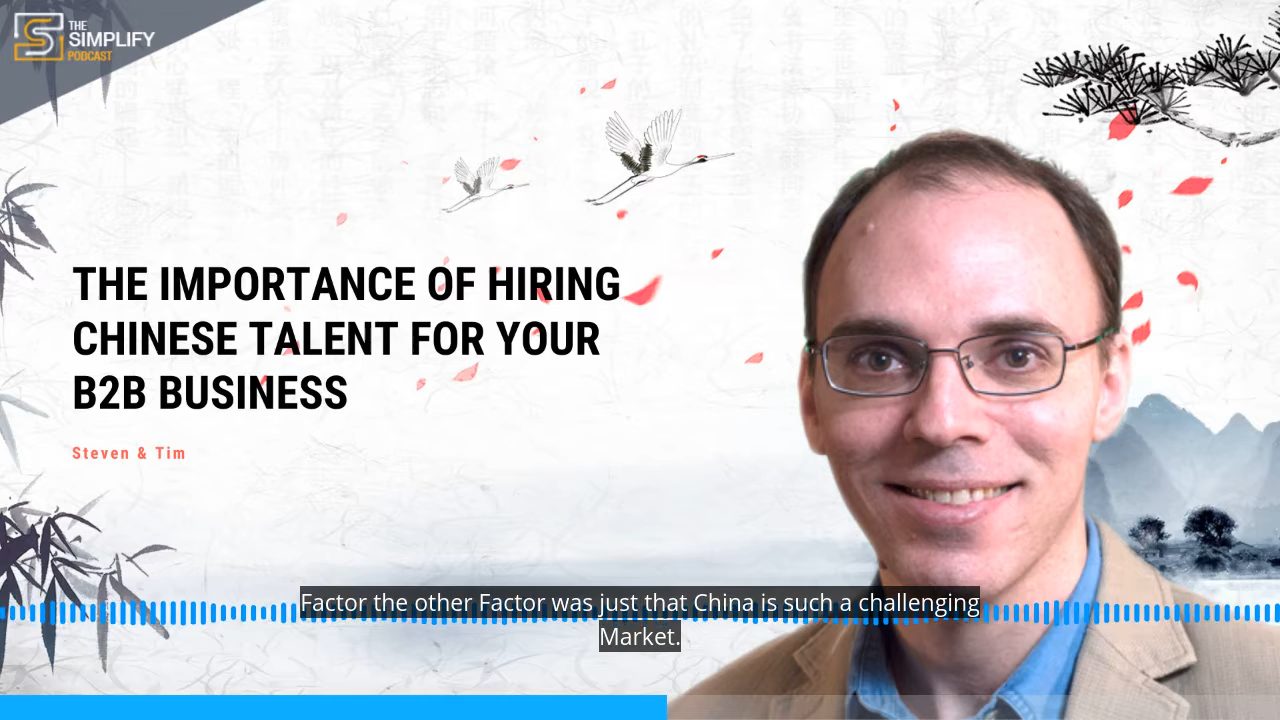 THE
SIMPLIFY
PODCAST
THE IMPORTANCE OF HIRING
CHINESE TALENT FOR YOUR
B2B BUSINESS
Steven & Tim
Factor the other Factor was just that China is such a challenging
Market.